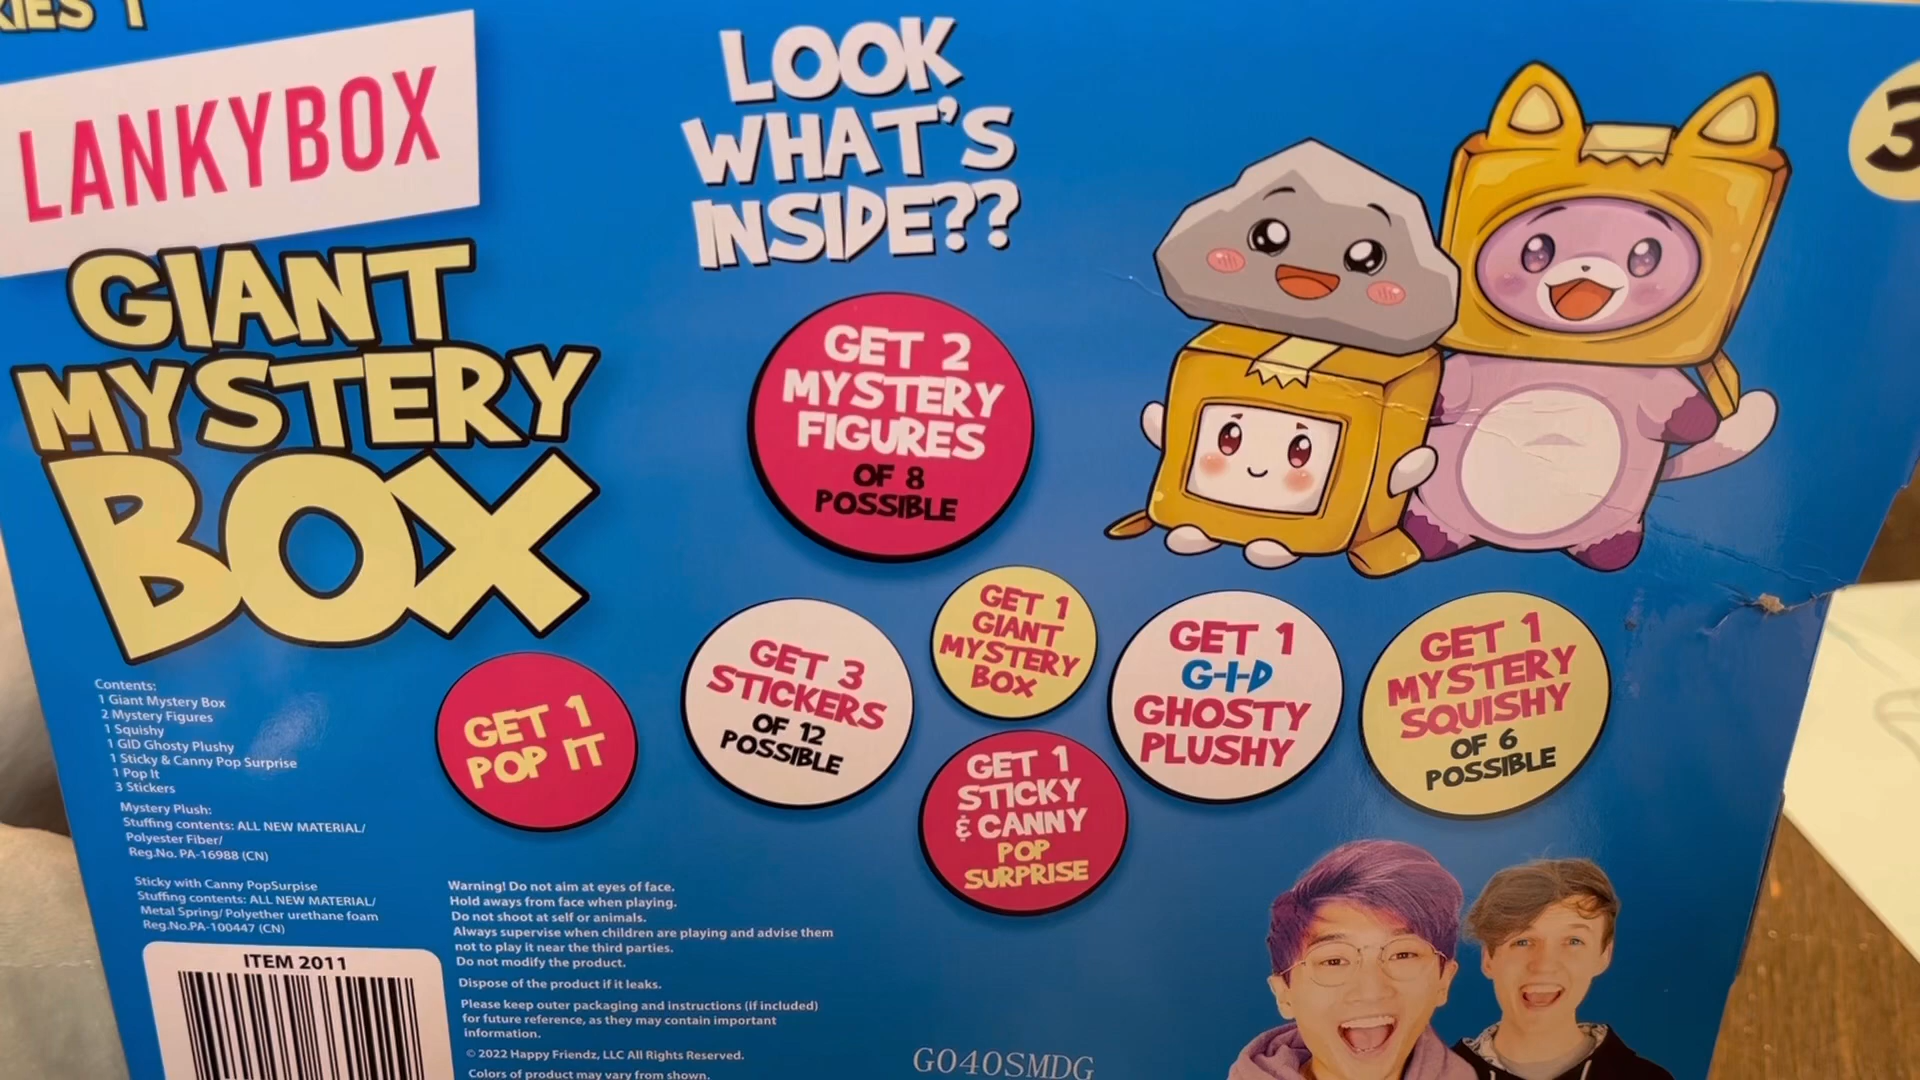 LANKYBOX
GIANT
MYSTERY
BOX
LOOK
WHAT'S
INSIDE??
3
GET 2
MYSTERY
FIGURES
OF 8
POSSIBLE
GET 1
POP IT
GET 3
STICKERS
OF 12
POSSIBLE
GET 1
GIANT
MYSTERY
BOX
GET 1
STICKY
& CANNY
POP
SURPRISE
GET 1
G-I-D
GHOSTY
PLUSHY
GET 1
MYSTERY
SQUISHY
OF 6
POSSIBLE
Contents:
1 Giant Mystery Box
2 Mystery Figures
1 Squishy
1 GID Ghosty Plushy
1 Sticky & Canny Pop Surprise
1 Pop It
3 Stickers
Mystery Plush:
Stuffing contents: ALL NEW MATERIAL/
Polyester Fiber/
Reg.No. PA-16988 (CN)
Sticky with Canny PopSurpise
Stuffing contents: ALL NEW MATERIAL/
Metal Spring/ Polyether urethane foam
Reg.No.PA-100447 (CN)
ITEM 2011
Warning! Do not aim at eyes of face.
Hold aways from face when playing.
Do not shoot at self or animals.
Always supervise when children are playing and advise them
not to play it near the third parties.
Do not modify the product.
Dispose of the product if it leaks.
Please keep outer packaging and instructions (if included)
for future reference, as they may contain important
information.
© 2022 Happy Friendz, LLC All Rights Reserved.
Colors of product may vary from shown.
G040SMDG